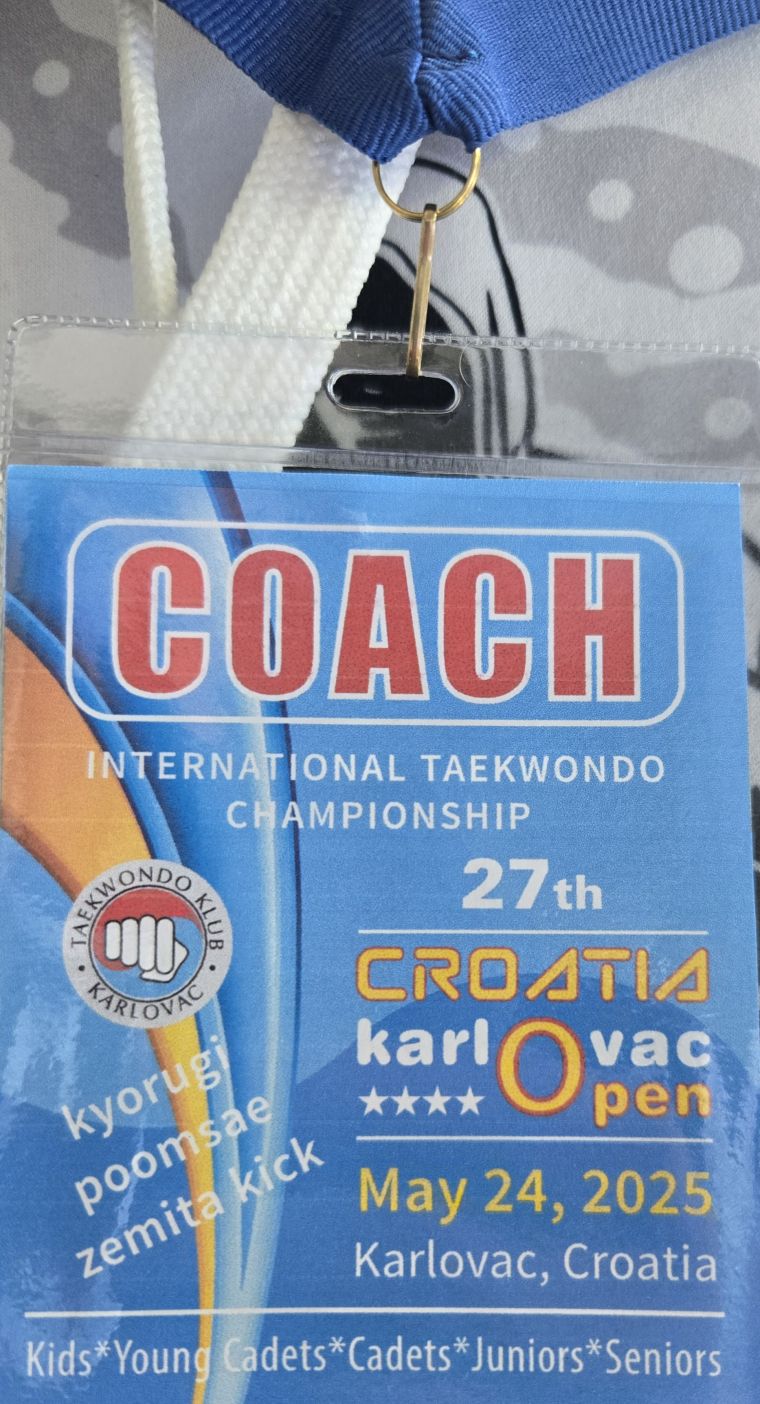 COACH
INTERNATIONAL TAEKWONDO
CHAMPIONSHIP
27th
TAEKWONDO KLUB
• KARLOVAC •
CROATIA
karlOvac
★★★★ Open
kyorugi
poomsae
zemita kick
May 24, 2025
Karlovac, Croatia
Kids*Young Cadets*Cadets*Juniors*Seniors